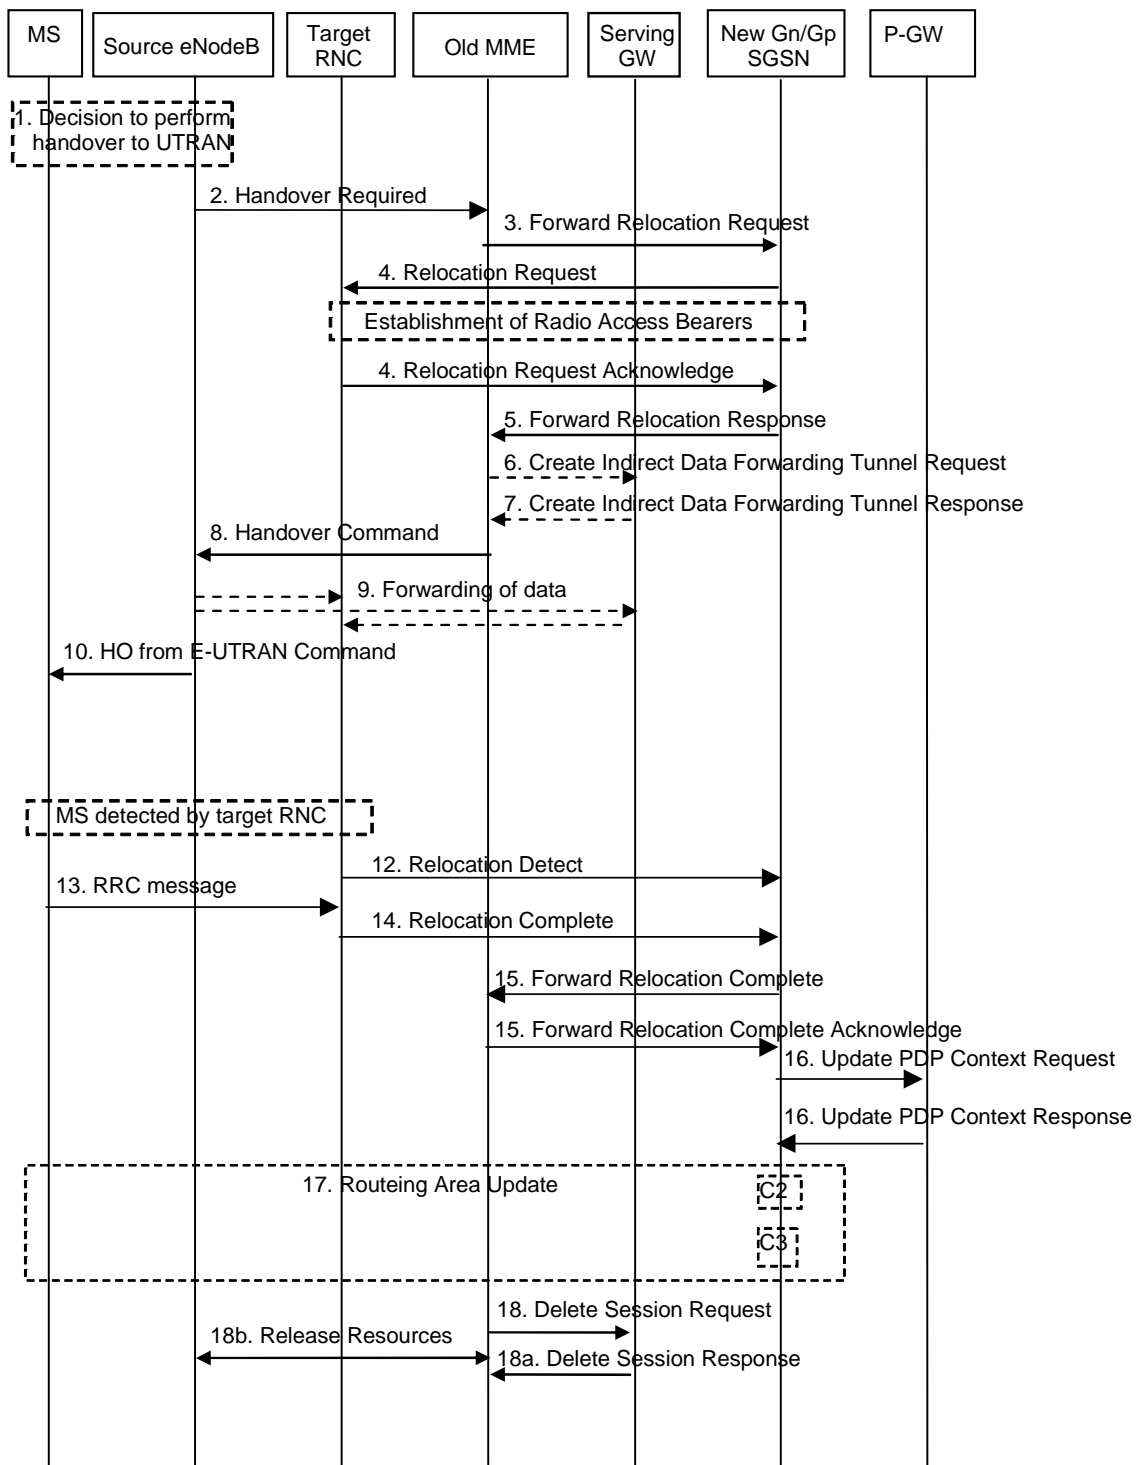 MS
Source eNodeB
Target
RNC
Old MME
Serving
GW
New Gn/Gp
SGSN
P-GW
1. Decision to perform
handover to UTRAN
2. Handover Required
3. Forward Relocation Request
4. Relocation Request
Establishment of Radio Access Bearers
4. Relocation Request Acknowledge
5. Forward Relocation Response
6. Create Indirect Data Forwarding Tunnel Request
7. Create Indirect Data Forwarding Tunnel Response
8. Handover Command
9. Forwarding of data
10. HO from E-UTRAN Command
MS detected by target RNC
12. Relocation Detect
13. RRC message
14. Relocation Complete
15. Forward Relocation Complete
15. Forward Relocation Complete Acknowledge
16. Update PDP Context Request
16. Update PDP Context Response
17. Routeing Area Update
C2
C3
18. Delete Session Request
18b. Release Resources
18a. Delete Session Response